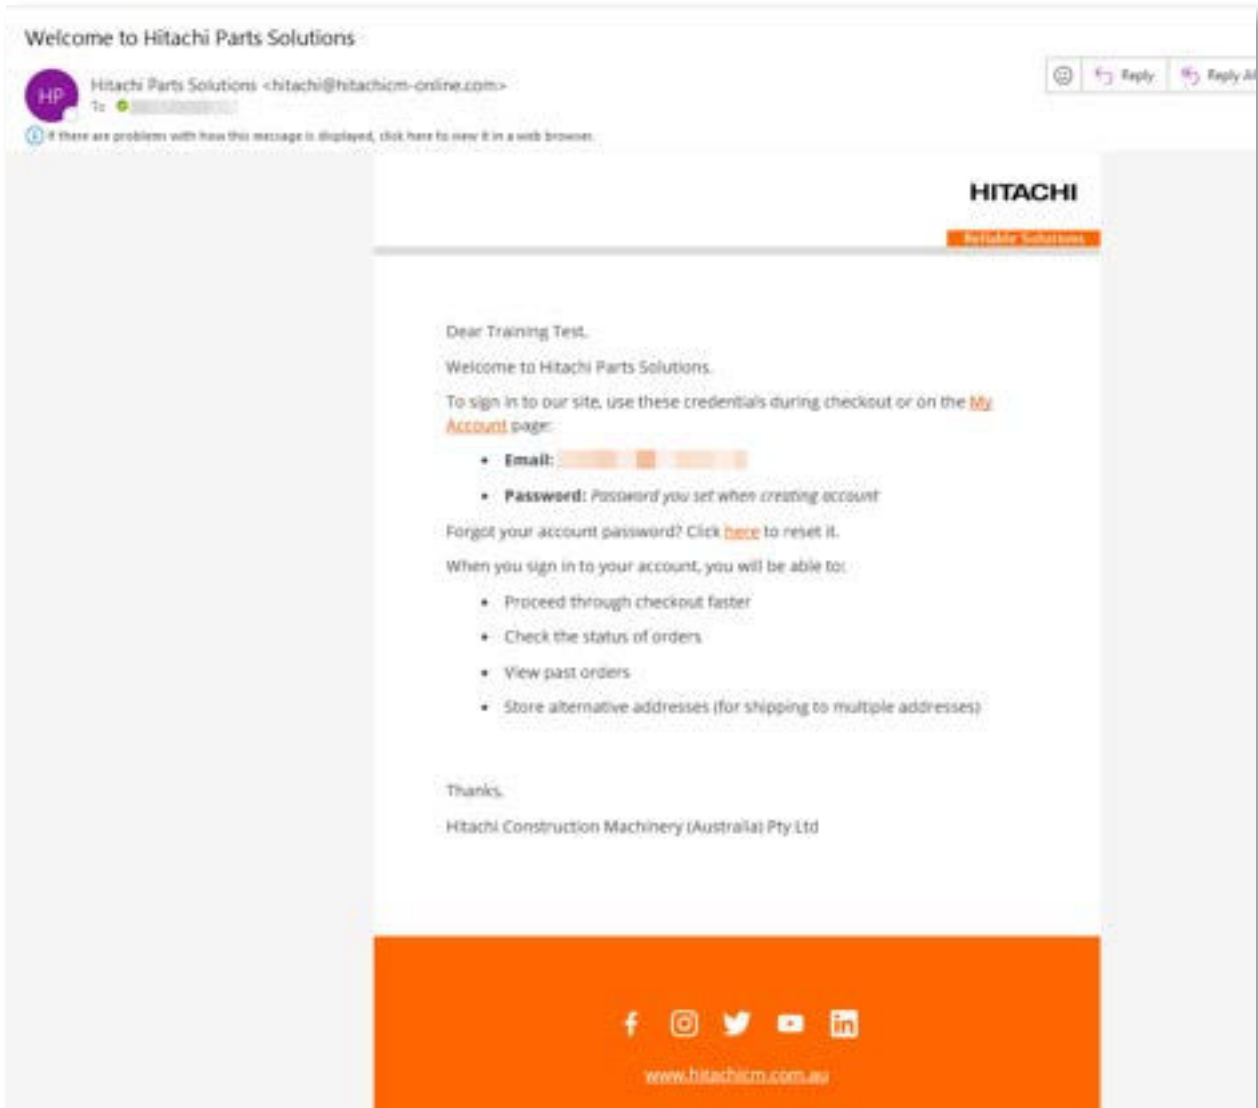 Welcome to Hitachi Parts Solutions
HP
Hitachi Parts Solutions <hitachi@hitachicm-online.com>
To
Reply
Reply Al
If there are problems with how this message is displayed, click here to view it in a web browser.
HITACHI
Reliable Solutions
Dear Training Test,
Welcome to Hitachi Parts Solutions.
To sign in to our site, use these credentials during checkout or on the My
Account page:
• Email:
• Password: Password you set when creating account
Forgot your account password? Click here to reset it.
When you sign in to your account, you will be able to:
• Proceed through checkout faster
• Check the status of orders
• View past orders
• Store alternative addresses (for shipping to multiple addresses)
Thanks,
Hitachi Construction Machinery (Australia) Pty Ltd
www.hitachicm.com.au